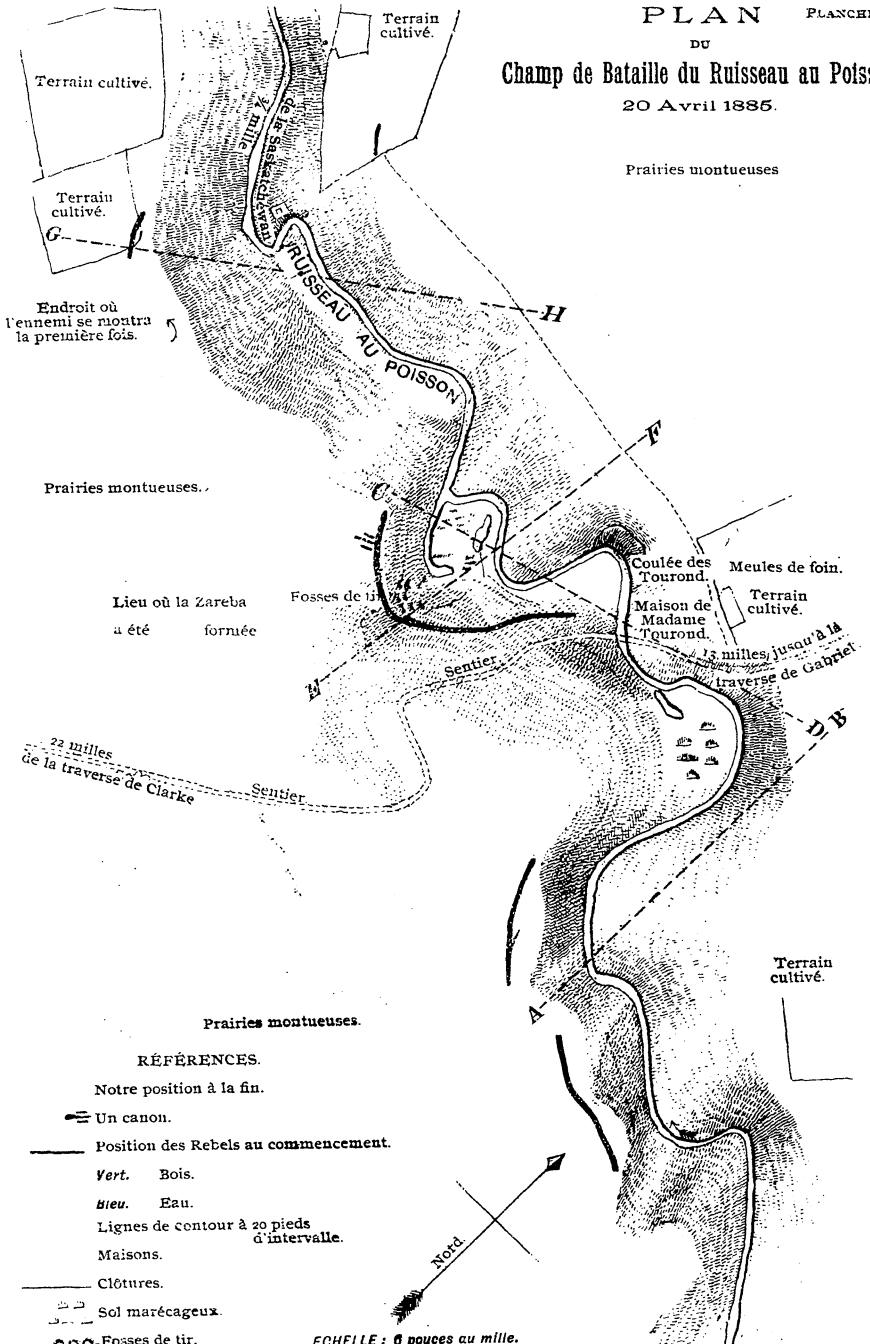 PLAN
DU
Champ de Bataille du Ruisseau au
20 Avril 1885.
Terrain
cultivé.
Terrain cultivé.
Prairies montueuses
¾ mille
de la Saskatchewan
Terrain
cultivé.
G
E
RUISSEAU AU POISSON
H
Endroit où
l'ennemi se montra
la première fois.
F
C
Prairies montueuses.
Coulée des
Tourond.
Meules de foin.
Fosses de tir
Terrain
cultivé.
Lieu où la Zareba
a été formée
Maison de
Madame
Tourond.
13 milles jusqu'à la
traverse de Gabriel
Sentier
E
D
B
22 milles
de la traverse de Clarke
Sentier
Terrain
cultivé.
A
Prairies montueuses.
RÉFÉRENCES.
Notre position à la fin.
Un canon.
Position des Rebels au commencement.
Vert. Bois.
Bleu. Eau.
Lignes de contour à 20 pieds
d'intervalle.
Maisons.
Nord.
Clôtures.
Sol marécageux.
Fosses de tir.
ECHELLE : 6 pouces au mille.